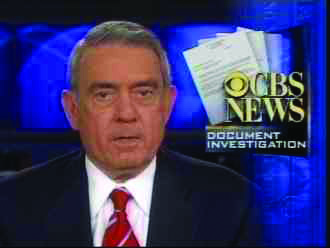 CBS
NEWS
DOCUMENT
INVESTIGATION